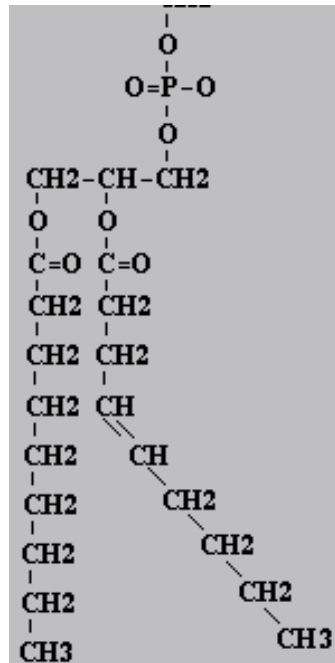 O
O=P-O
O
CH2-CH-CH2
O O
C=O C=O
CH2 CH2
CH2 CH2
CH2 CH
CH2 CH
CH2 CH2
CH2 CH2
CH2 CH2
CH3 CH3